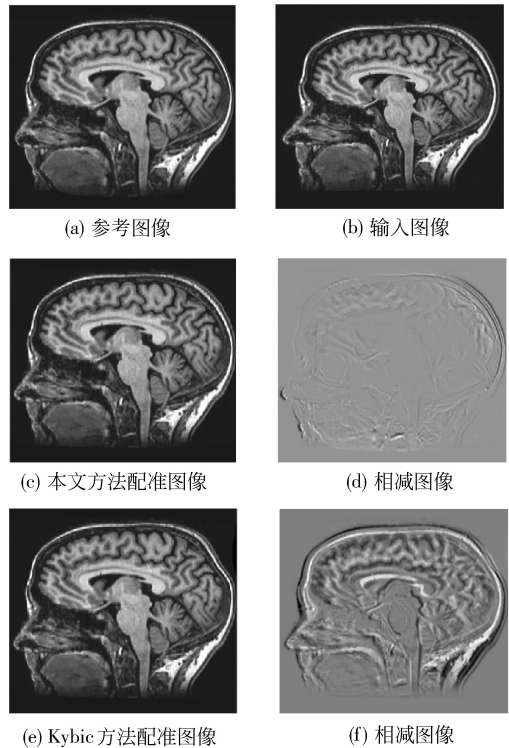 (a) 参考图像
(b) 输入图像
(c) 本文方法配准图像
(d) 相减图像
(e) Kybic 方法配准图像
(f) 相减图像